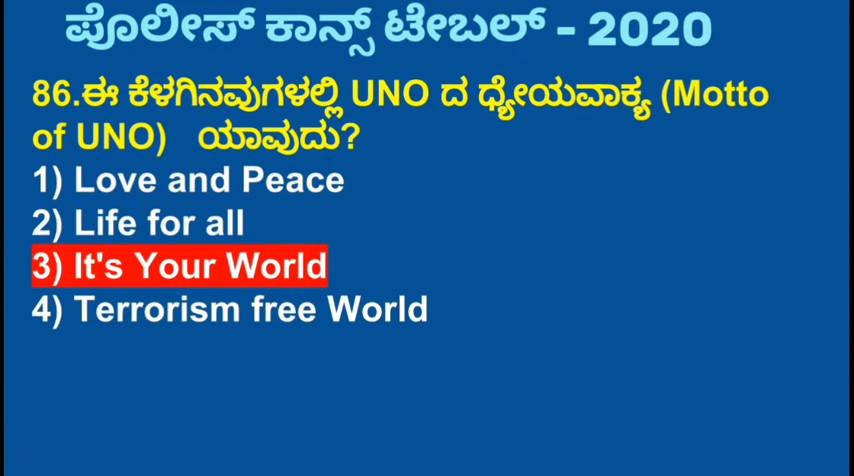 ಪೊಲೀಸ್ ಕಾನ್ಸ್ ಟೇಬಲ್ - 2020
86.ಈ ಕೆಳಗಿನವುಗಳಲ್ಲಿ UNO ದ ಧ್ಯೇಯವಾಕ್ಯ (Motto
of UNO) ಯಾವುದು?
1) Love and Peace
2) Life for all
3) It's Your World
4) Terrorism free World